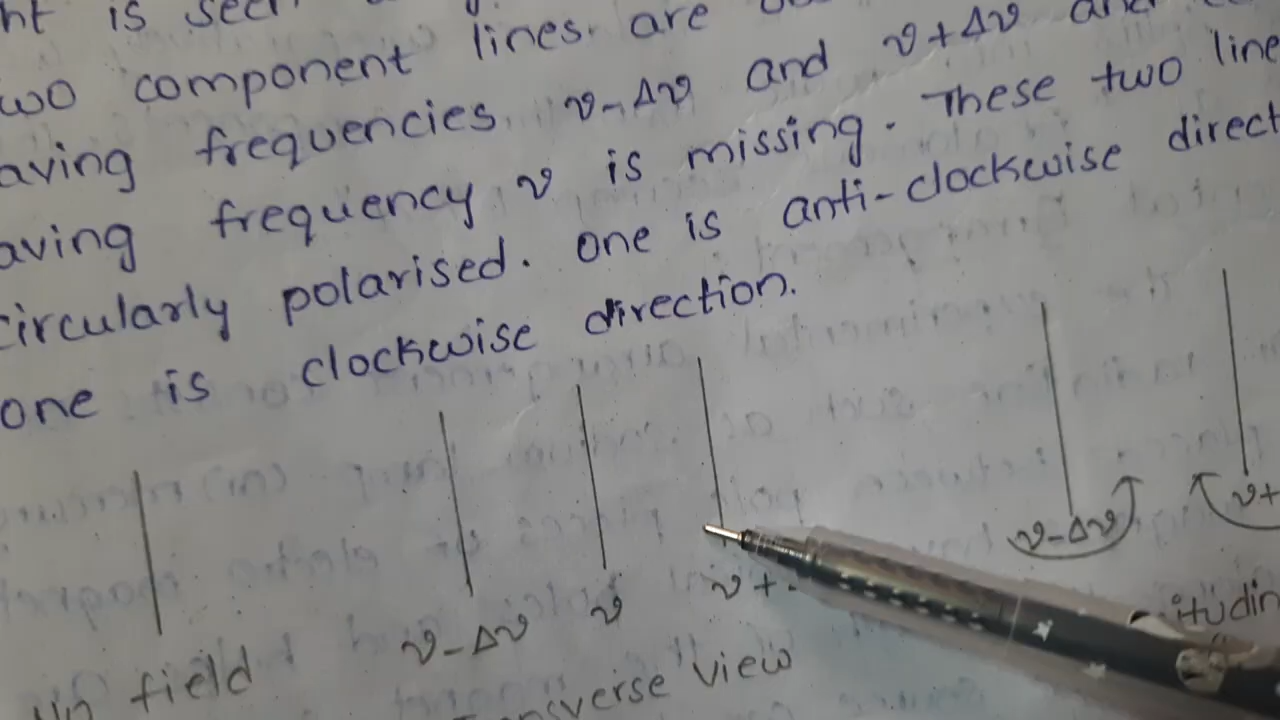 is
two component lines are
having frequencies ν-Δν and ν+Δν and
having frequency ν is missing. These two line
circularly polarised. One is anti-clockwise direct
one is clockwise direction.
ν-Δν ν+
field ν-Δν ν ν+
view